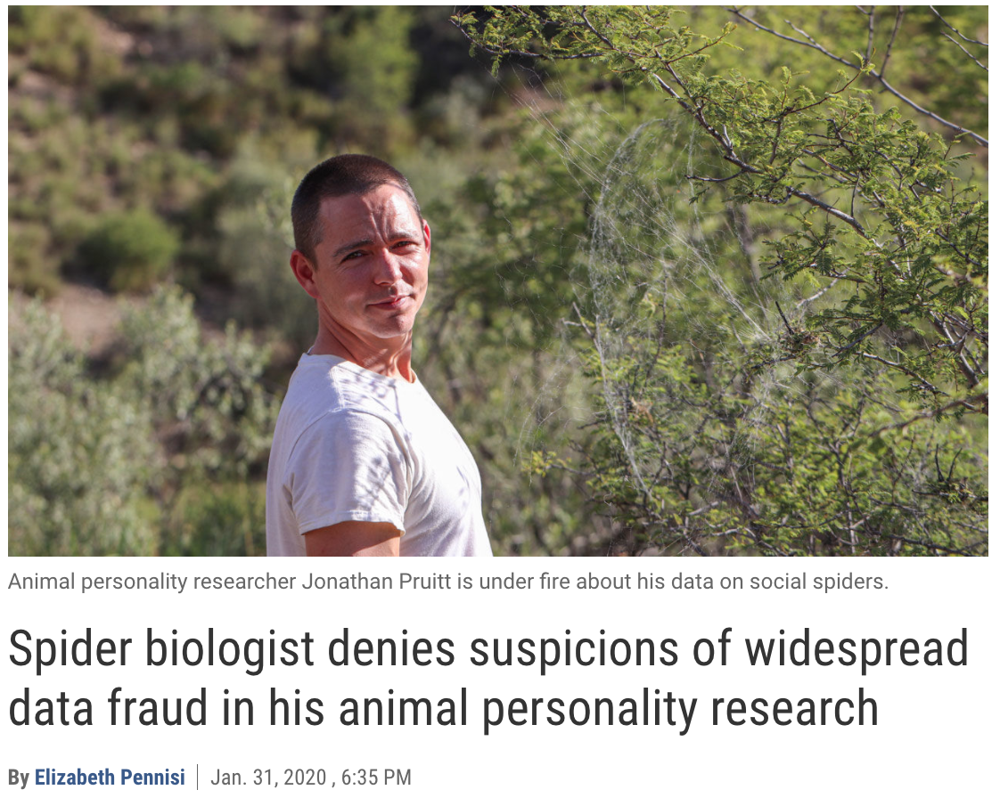 Animal personality researcher Jonathan Pruitt is under fire about his data on social spiders.
Spider biologist denies suspicions of widespread
data fraud in his animal personality research
By Elizabeth Pennisi | Jan. 31, 2020 , 6:35 PM